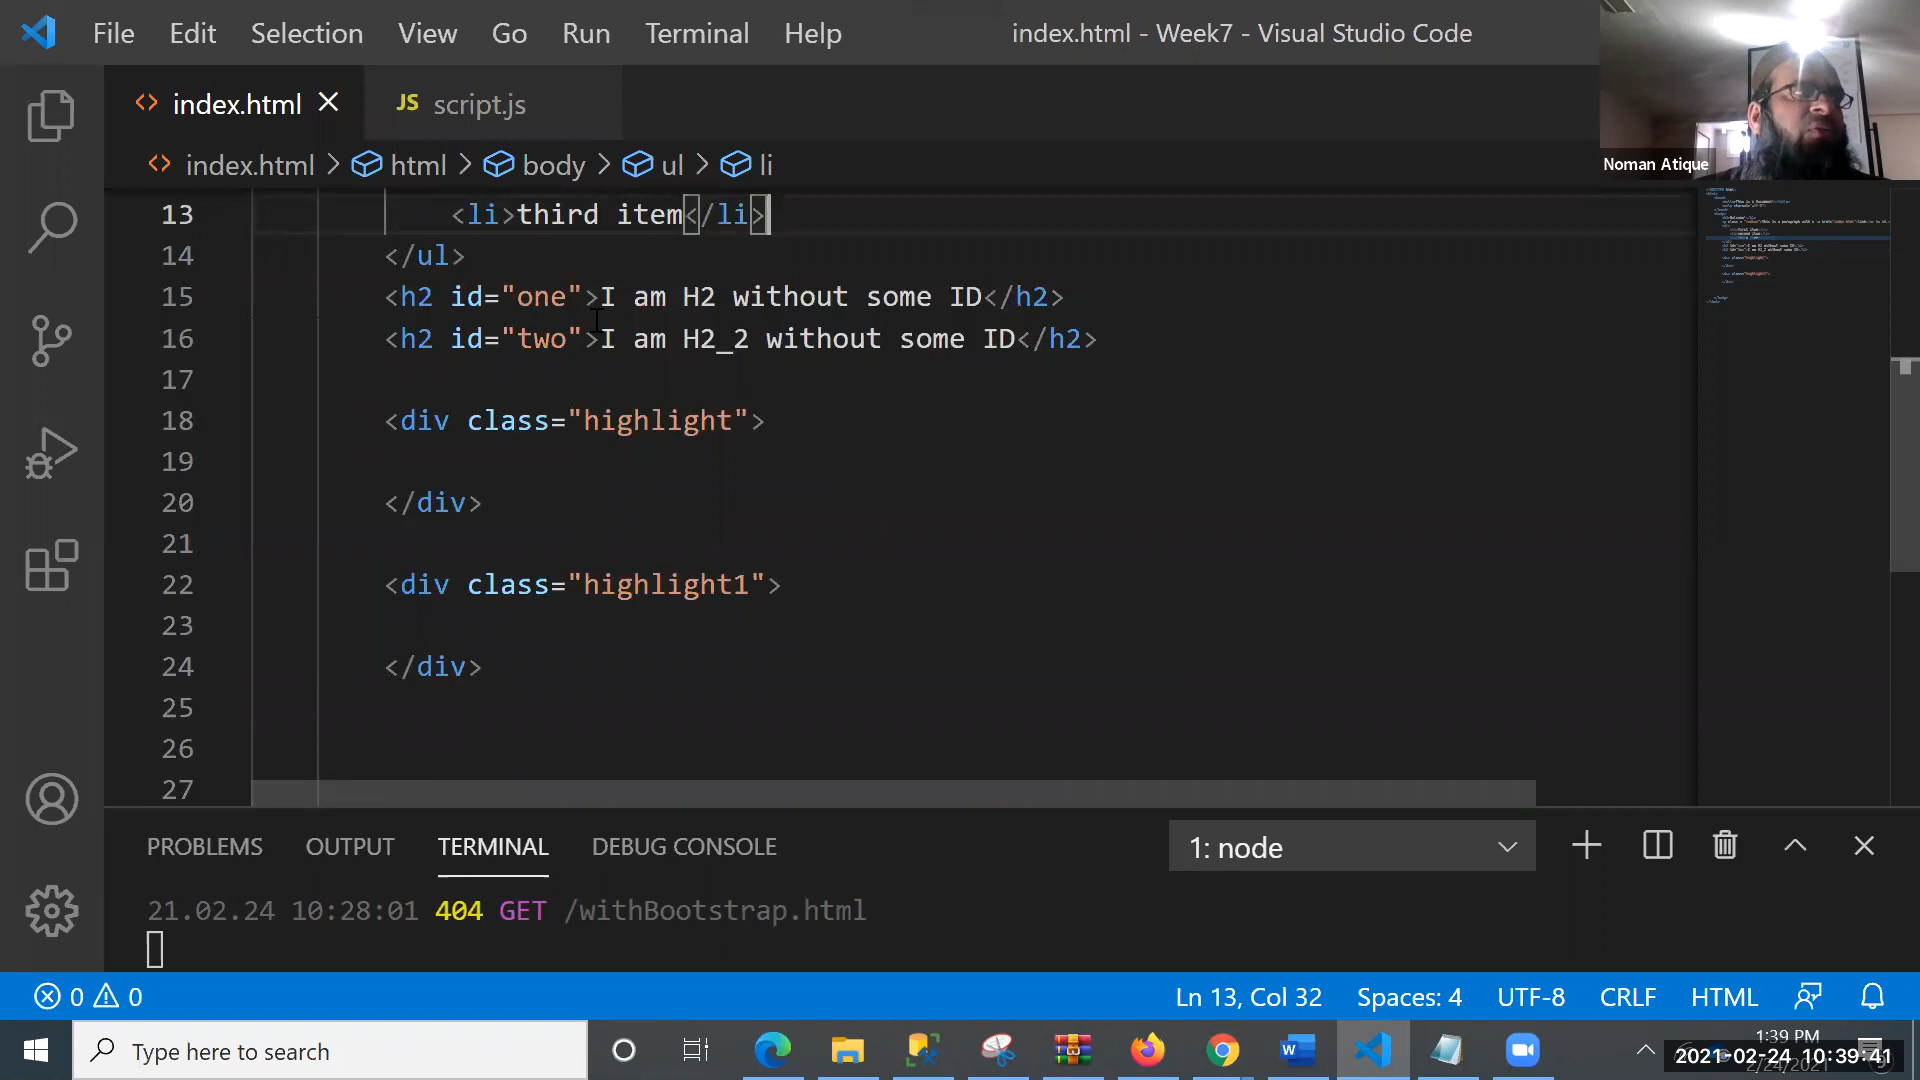 File Edit Selection View Go Run Terminal Help
index.html - Week7 - Visual Studio Code
index.html
JS script.js
index.html > html > body > ul > li
Noman Atique
13 <li>third item</li>
14 </ul>
15 <h2 id="one">I am H2 without some ID</h2>
16 <h2 id="two">I am H2_2 without some ID</h2>
17
18 <div class="highlight">
19
20 </div>
21
22 <div class="highlight1">
23
24 </div>
25
26
27
PROBLEMS OUTPUT TERMINAL DEBUG CONSOLE
1: node
21.02.24 10:28:01 404 GET /withBootstrap.html
0 0
Ln 13, Col 32 Spaces: 4 UTF-8 CRLF HTML
Type here to search
1:39 PM
2021-02-24 10:39:41